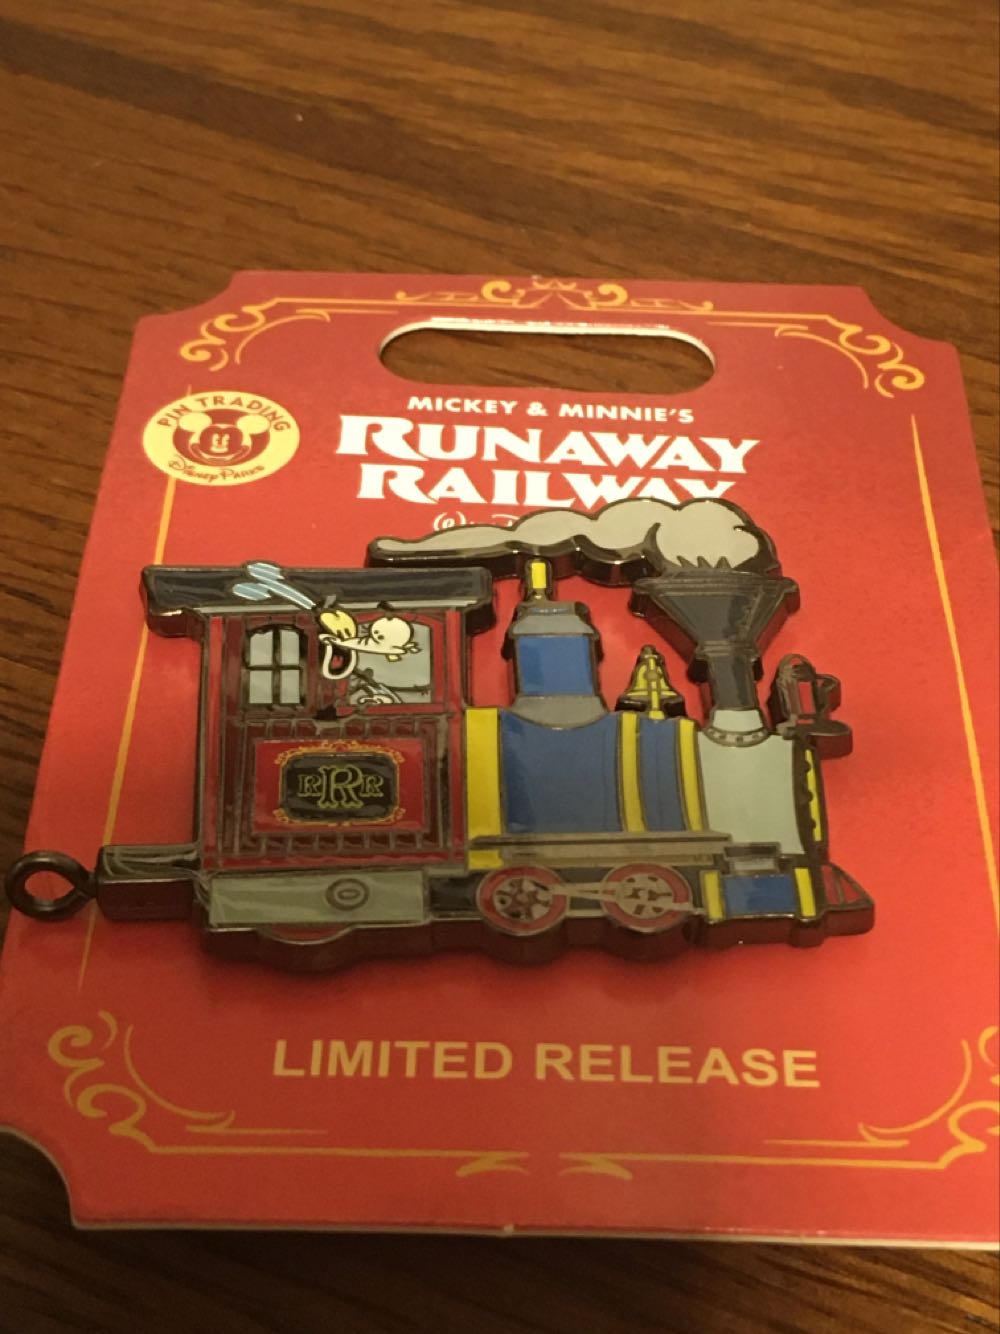 PIN TRADING
Disney Parks
MICKEY & MINNIE'S
RUNAWAY
RAILWAY
RRR
LIMITED RELEASE